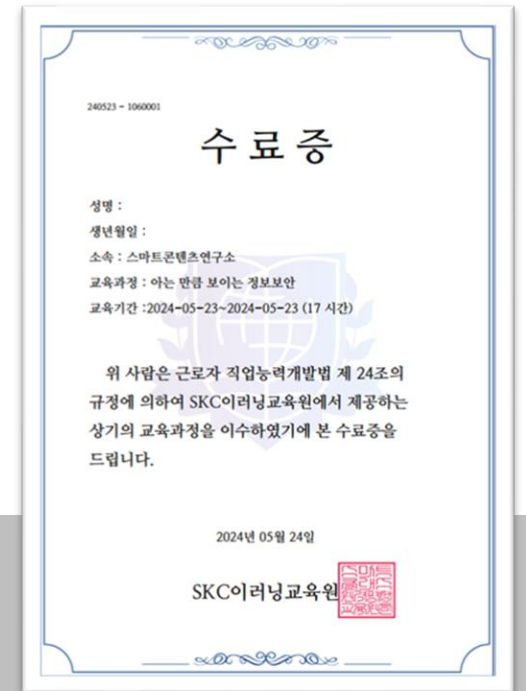 240523 - 1060001
수 료 증
성명 :
생년월일 :
소속 : 스마트콘텐츠연구소
교육과정 : 아는 만큼 보이는 정보보안
교육기간 :2024-05-23~2024-05-23 (17 시간)
위 사람은 근로자 직업능력개발법 제 24조의
규정에 의하여 SKC이러닝교육원에서 제공하는
상기의 교육과정을 이수하였기에 본 수료증을
드립니다.
2024년 05월 24일
SKC이러닝교육원